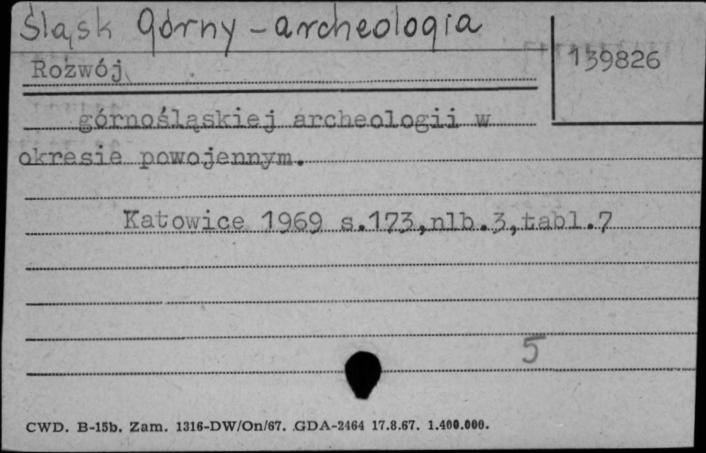 Śląsk Górny - archeologia
139826
Rozwój
górnośląskiej archeologii w
okresie powojennym.
Katowice 1969 s.173,nlb.3,tabl.7
5
CWD. B-15b. Zam. 1316-DW/On/67. GDA-2464 17.8.67. 1.400.000.